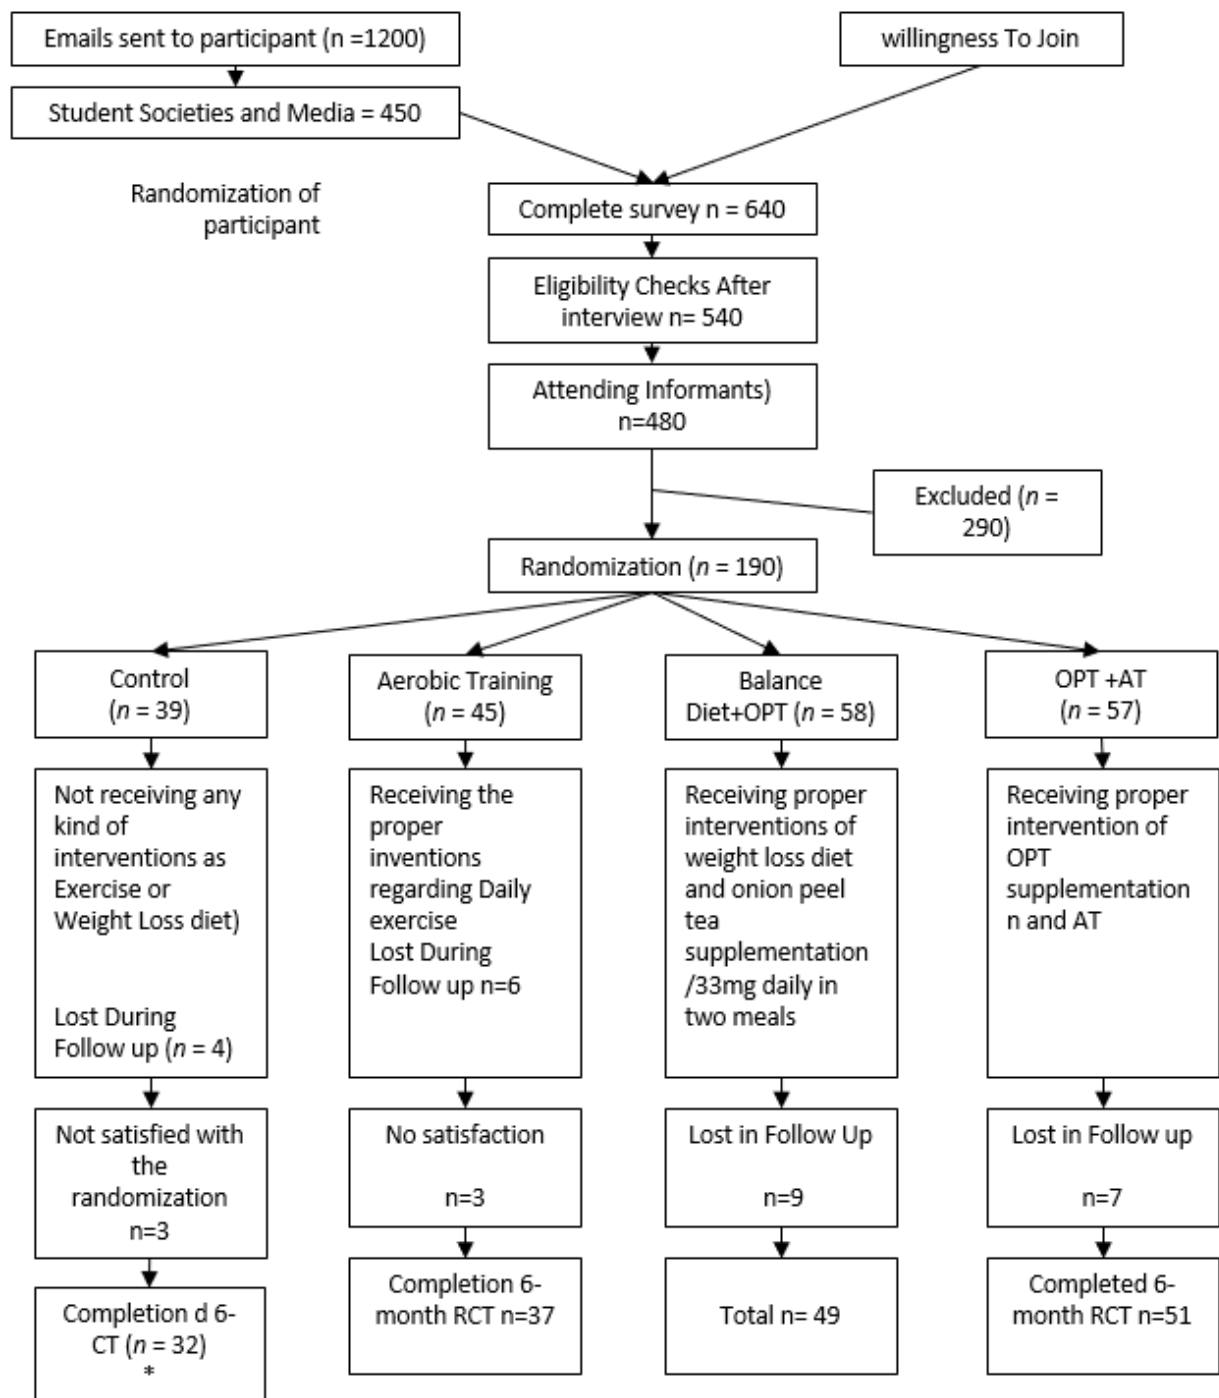 Emails sent to participant (n =1200)
willingness To Join
Student Societies and Media = 450
Randomization of
participant
Complete survey n = 640
Eligibility Checks After
interview n= 540
Attending Informants)
n=480
Excluded (n =
290)
Randomization (n = 190)
Control
(n = 39)
Aerobic Training
(n = 45)
Balance
Diet+OPT (n = 58)
OPT +AT
(n = 57)
Not receiving any
kind of
interventions as
Exercise or
Weight Loss diet)
Lost During
Follow up (n = 4)
Receiving the
proper
inventions
regarding Daily
exercise
Lost During
Follow up n=6
Receiving proper
interventions of
weight loss diet
and onion peel
tea
supplementation
/33mg daily in
two meals
Receiving proper
intervention of
OPT
supplementation
n and AT
Not satisfied with
the
randomization
n=3
No satisfaction
n=3
Lost in Follow Up
n=9
Lost in Follow up
n=7
Completion d 6-
CT (n = 32)
*
Completion 6-
month RCT n=37
Total n= 49
Completed 6-
month RCT n=51